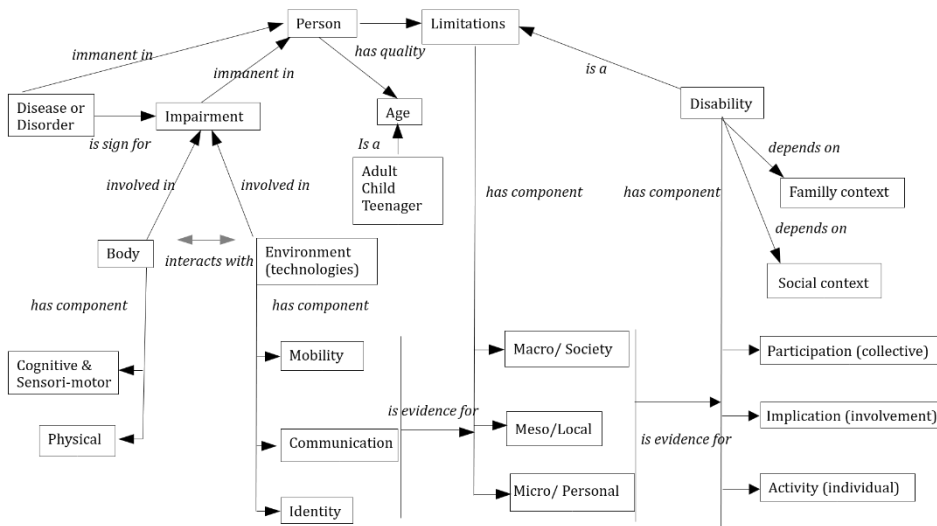 Person
Limitations
immanent in
has quality
immanent in
is a
Disease or
Disorder
Impairment
Age
Disability
is sign for
Is a
depends on
involved in
involved in
Adult
Child
Teenager
has component
has component
Familly context
depends on
Body
interacts with
Environment
(technologies)
Social context
has component
has component
Mobility
Macro/ Society
Participation (collective)
Cognitive &
Sensori-motor
is evidence for
Implication (involvement)
Physical
Communication
Meso/Local
is evidence for
Micro/ Personal
Activity (individual)
Identity